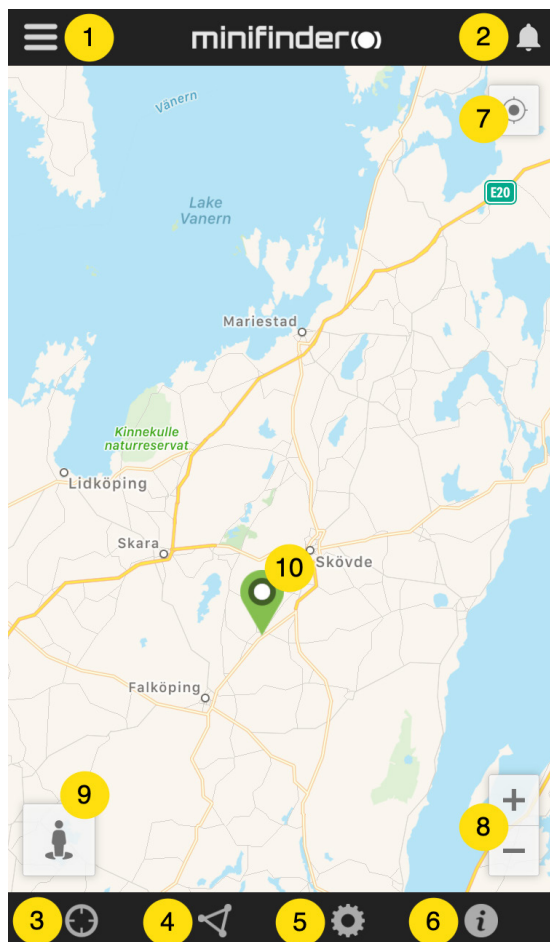 1
minifinder
2
Vänern
7
Lake
Vanern
E20
Mariestad
Kinnekulle
naturreservat
Lidköping
Skara
10
Skövde
Falköping
9
+
8
−
3
4
5
6
i